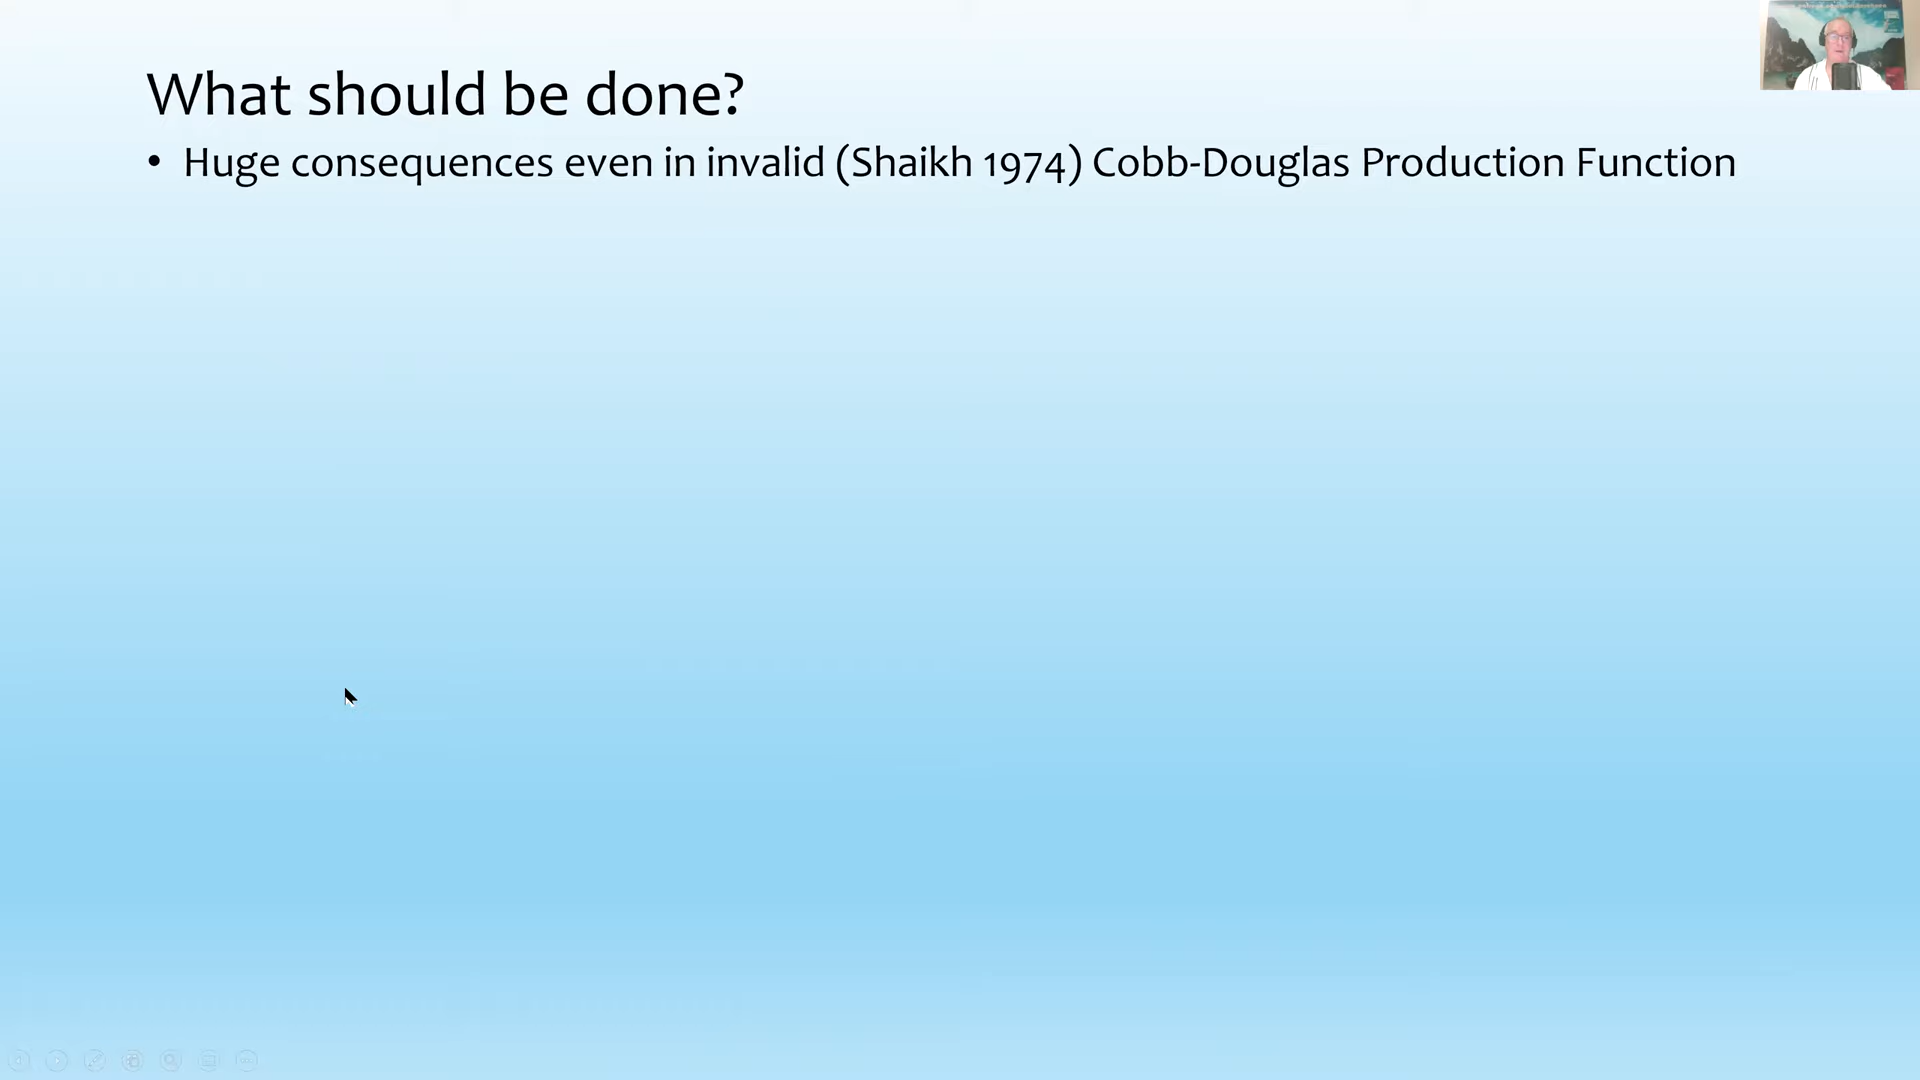 What should be done?
• Huge consequences even in invalid (Shaikh 1974) Cobb-Douglas Production Function